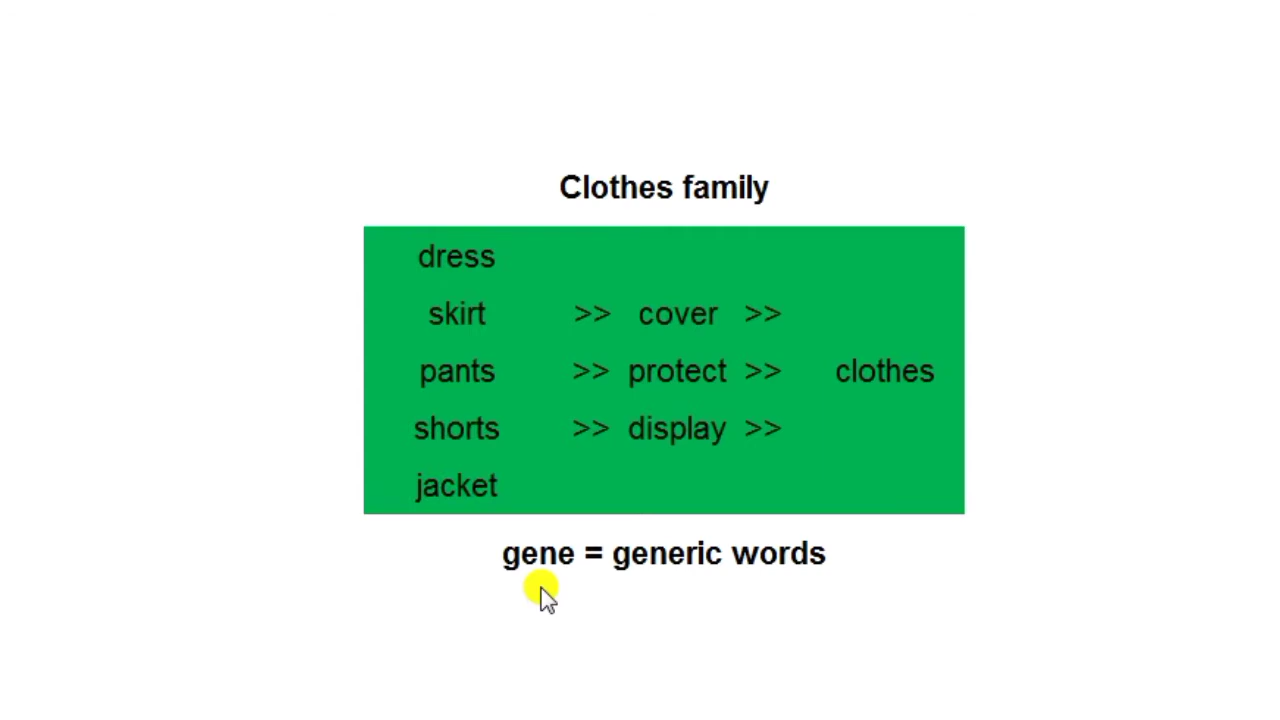 Clothes family
dress
skirt >> cover >>
pants >> protect >> clothes
shorts >> display >>
jacket
gene = generic words